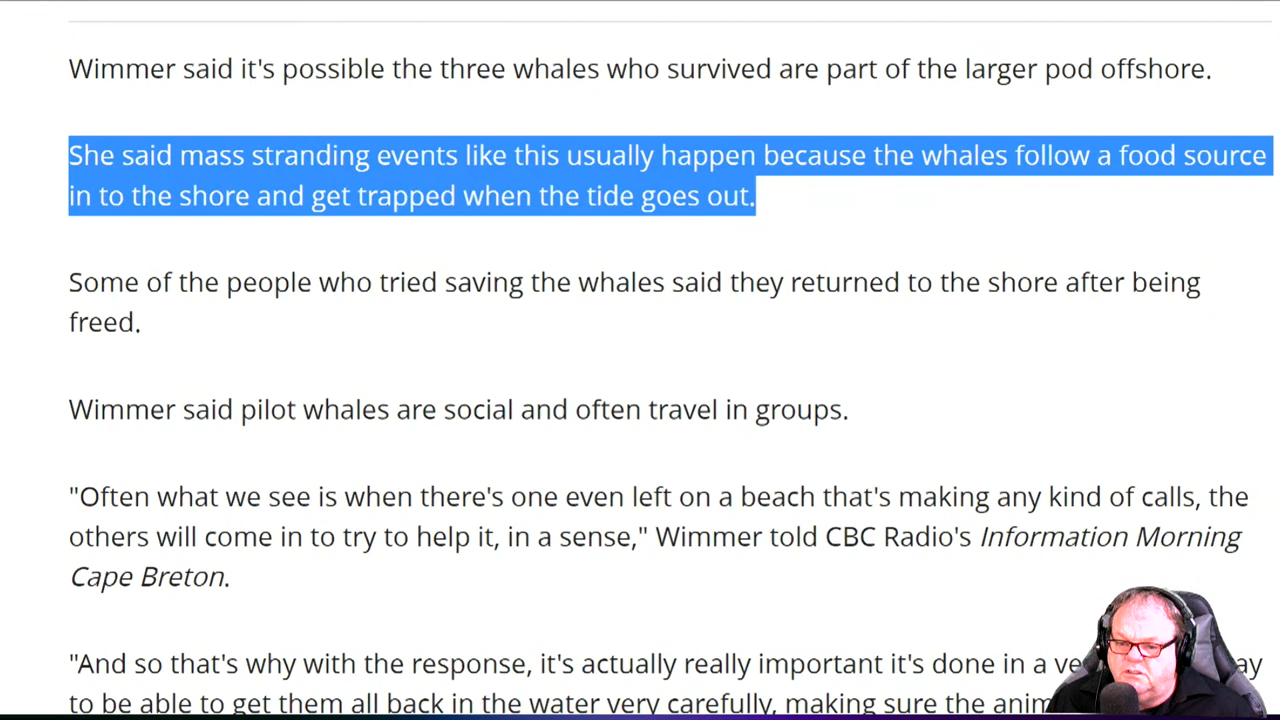 Wimmer said it's possible the three whales who survived are part of the larger pod offshore.
She said mass stranding events like this usually happen because the whales follow a food source
in to the shore and get trapped when the tide goes out.
Some of the people who tried saving the whales said they returned to the shore after being
freed.
Wimmer said pilot whales are social and often travel in groups.
"Often what we see is when there's one even left on a beach that's making any kind of calls, the
others will come in to try to help it, in a sense," Wimmer told CBC Radio's Information Morning
Cape Breton.
"And so that's why with the response, it's actually really important it's done in a
to be able to get them all back in the water very carefully, making sure the